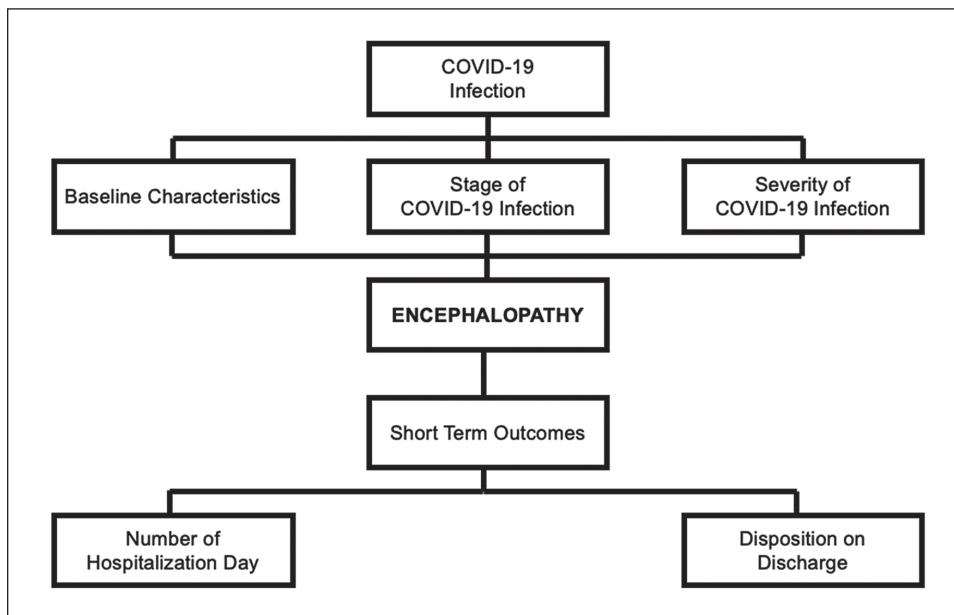 COVID-19
Infection
Baseline Characteristics
Stage of
COVID-19 Infection
Severity of
COVID-19 Infection
ENCEPHALOPATHY
Short Term Outcomes
Number of
Hospitalization Day
Disposition on
Discharge